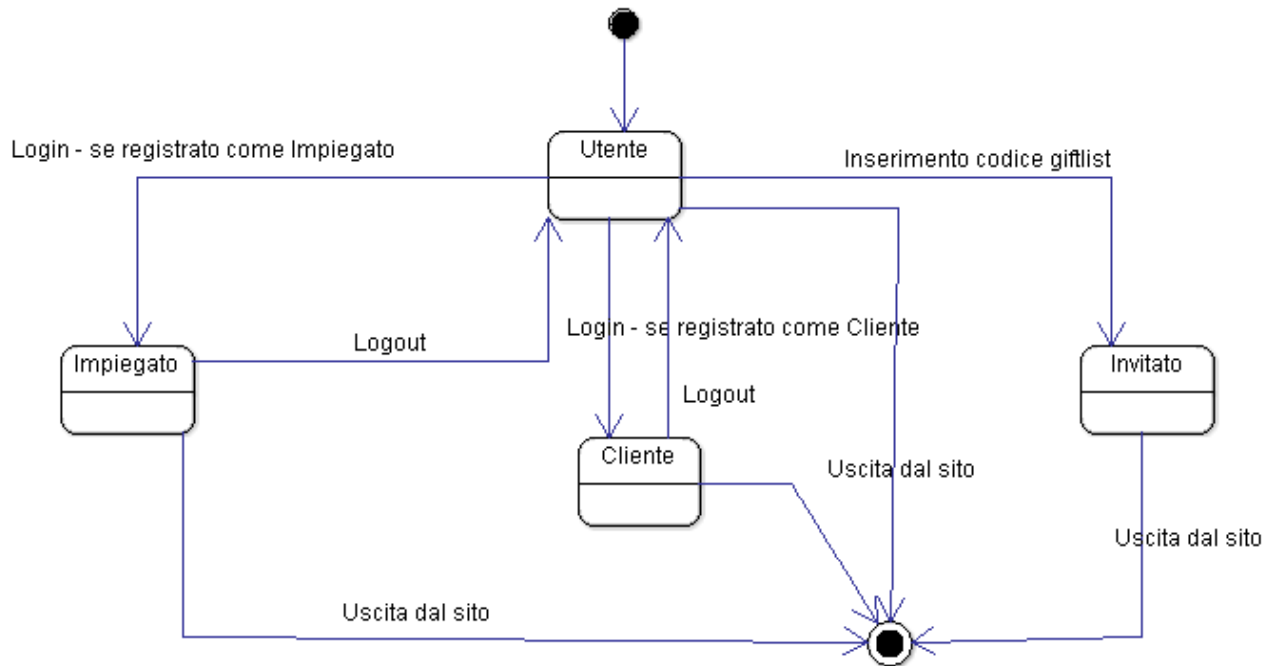 Utente
Login - se registrato come Impiegato
Inserimento codice giftlist
Login - se registrato come Cliente
Logout
Impiegato
Invitato
Logout
Cliente
Uscita dal sito
Uscita dal sito
Uscita dal sito